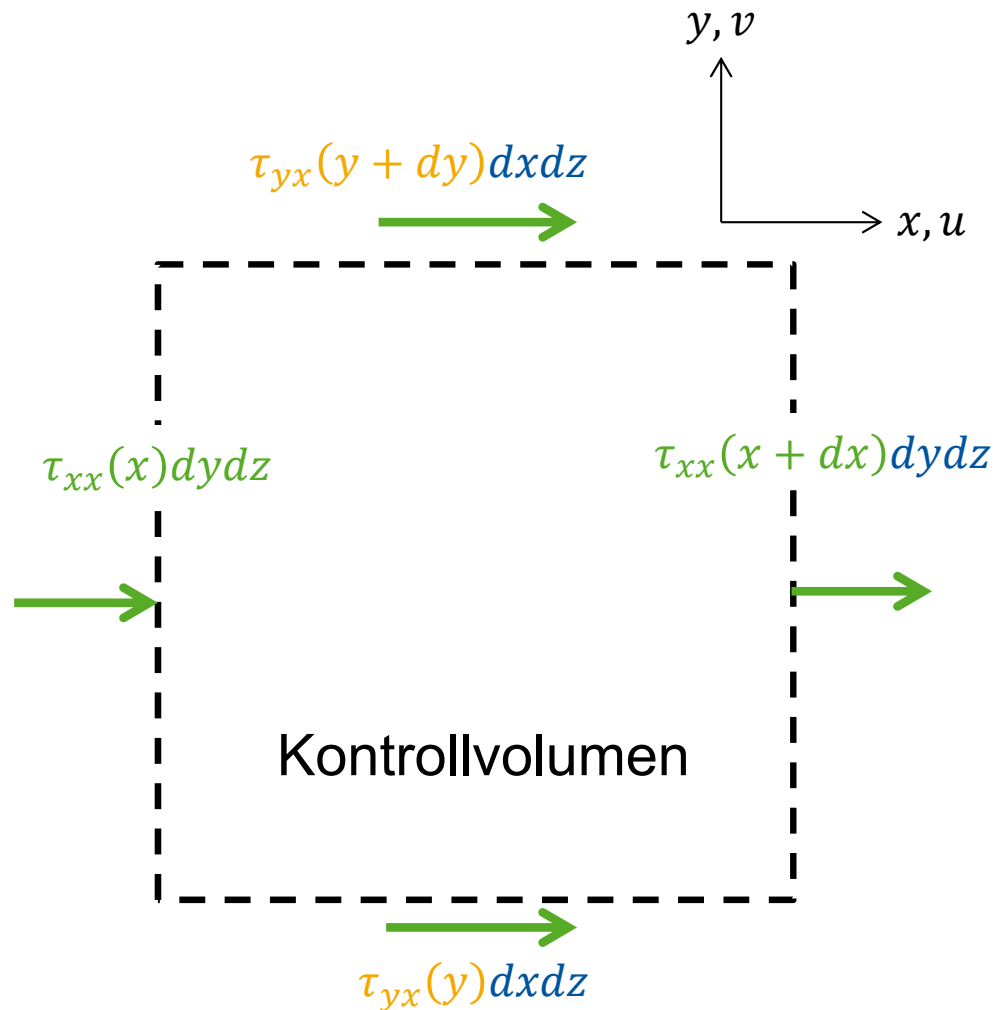 y, v
τ_yx(y + dy)dxdz
x, u
τ_xx(x)dydz
τ_xx(x + dx)dydz
Kontrollvolumen
τ_yx(y)dxdz